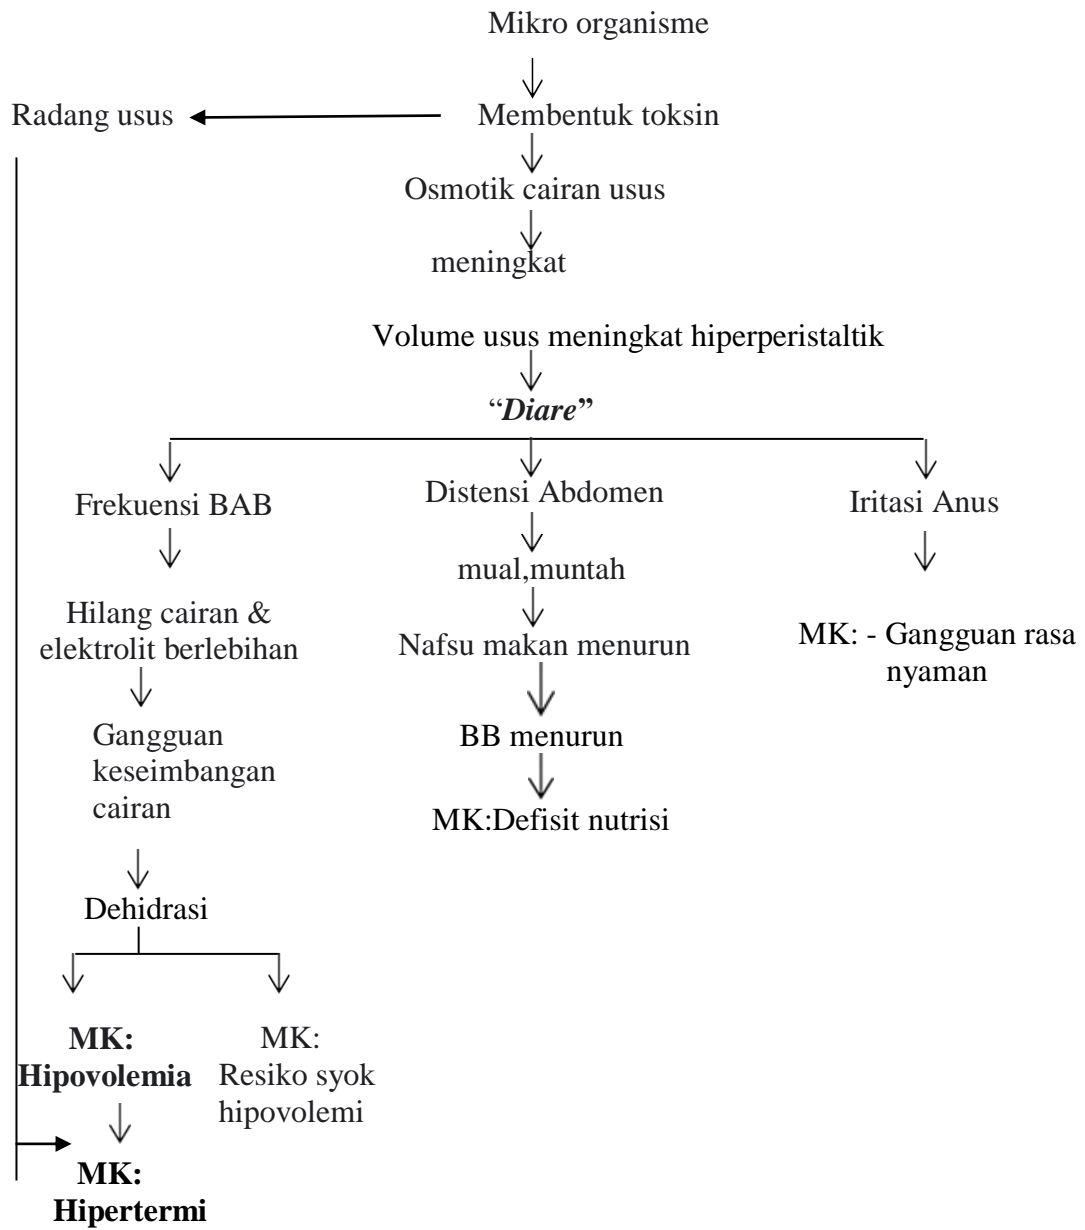 Mikro organisme
Radang usus
Membentuk toksin
Osmotik cairan usus
meningkat
Volume usus meningkat hiperperistaltik
“Diare”
Frekuensi BAB
Distensi Abdomen
Iritasi Anus
mual,muntah
Hilang cairan &
elektrolit berlebihan
Nafsu makan menurun
MK: - Gangguan rasa
nyaman
Gangguan
keseimbangan
cairan
BB menurun
MK:Defisit nutrisi
Dehidrasi
MK:
Hipovolemia
MK:
Resiko syok
hipovolemi
MK:
Hipertermi